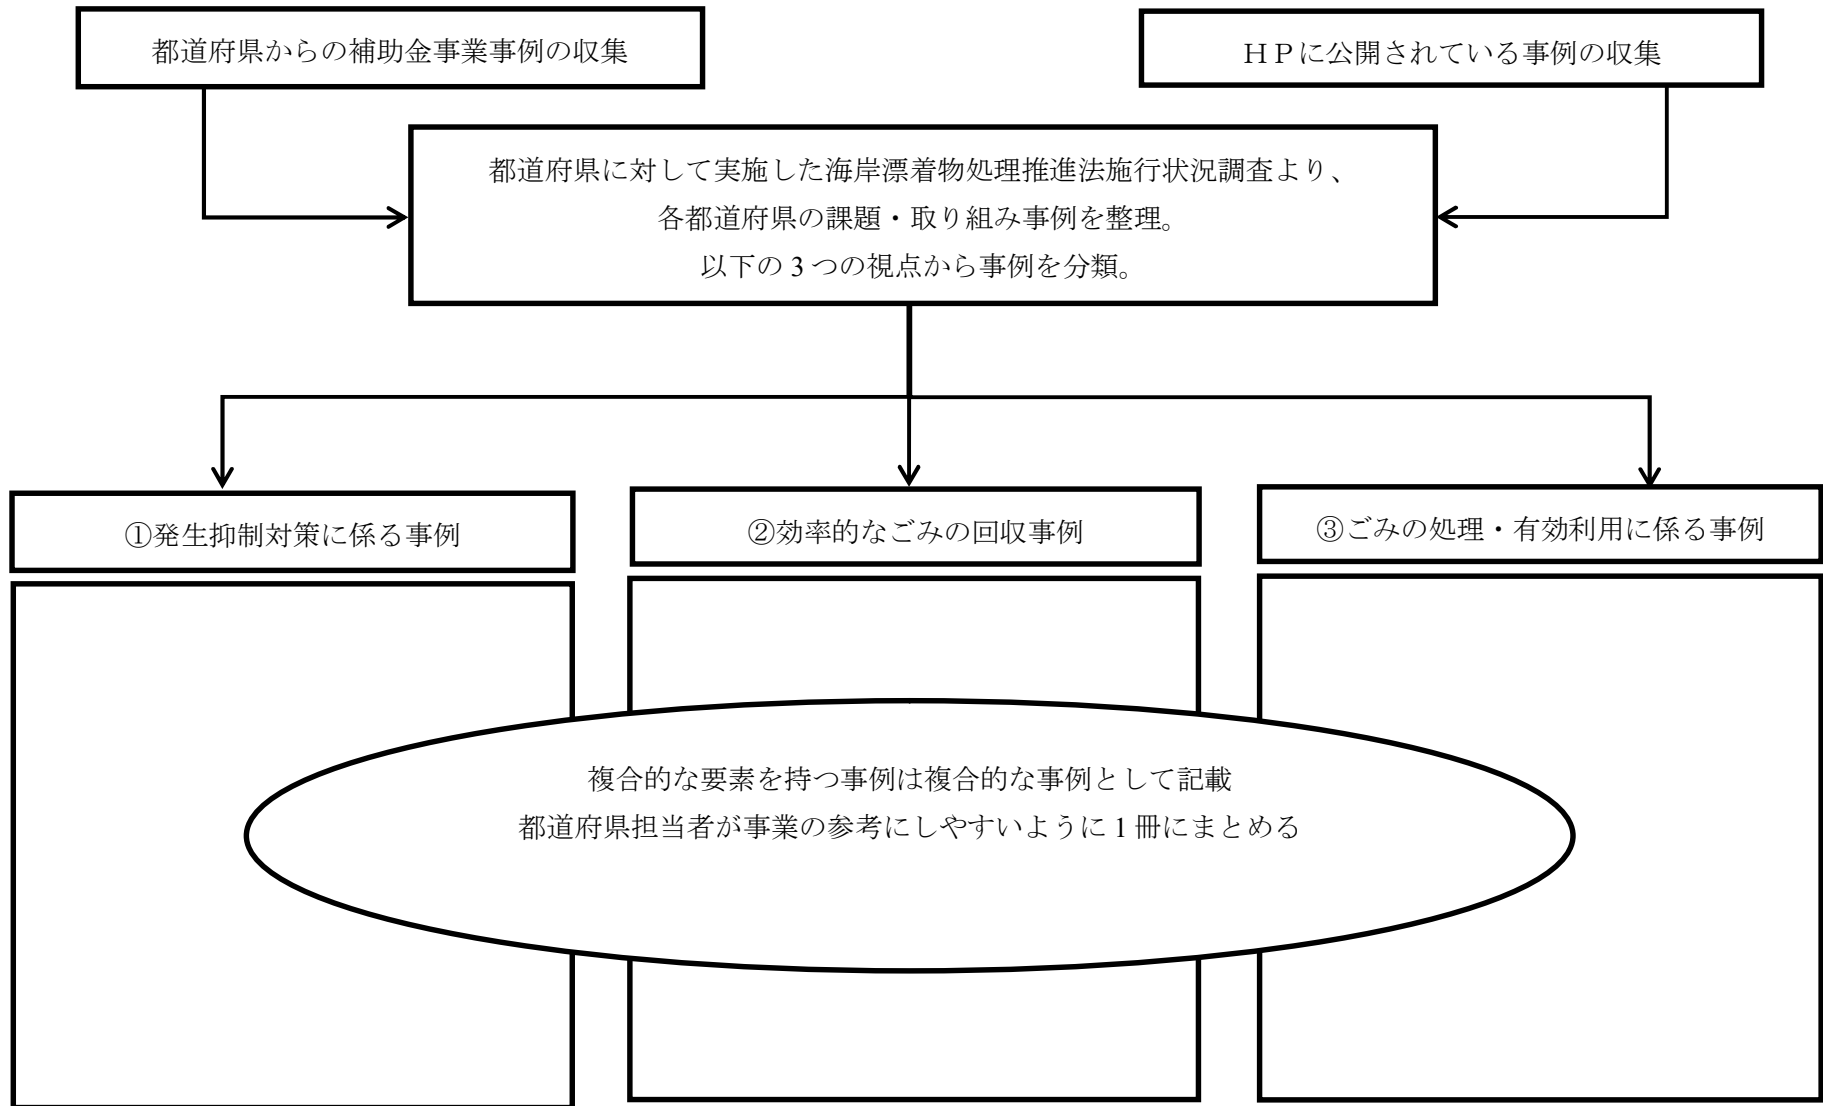 都道府県からの補助金事業事例の収集
ＨＰに公開されている事例の収集
都道府県に対して実施した海岸漂着物処理推進法施行状況調査より、
各都道府県の課題・取り組み事例を整理。
以下の 3 つの視点から事例を分類。
①発生抑制対策に係る事例
②効率的なごみの回収事例
③ごみの処理・有効利用に係る事例
複合的な要素を持つ事例は複合的な事例として記載
都道府県担当者が事業の参考にしやすいように 1 冊にまとめる